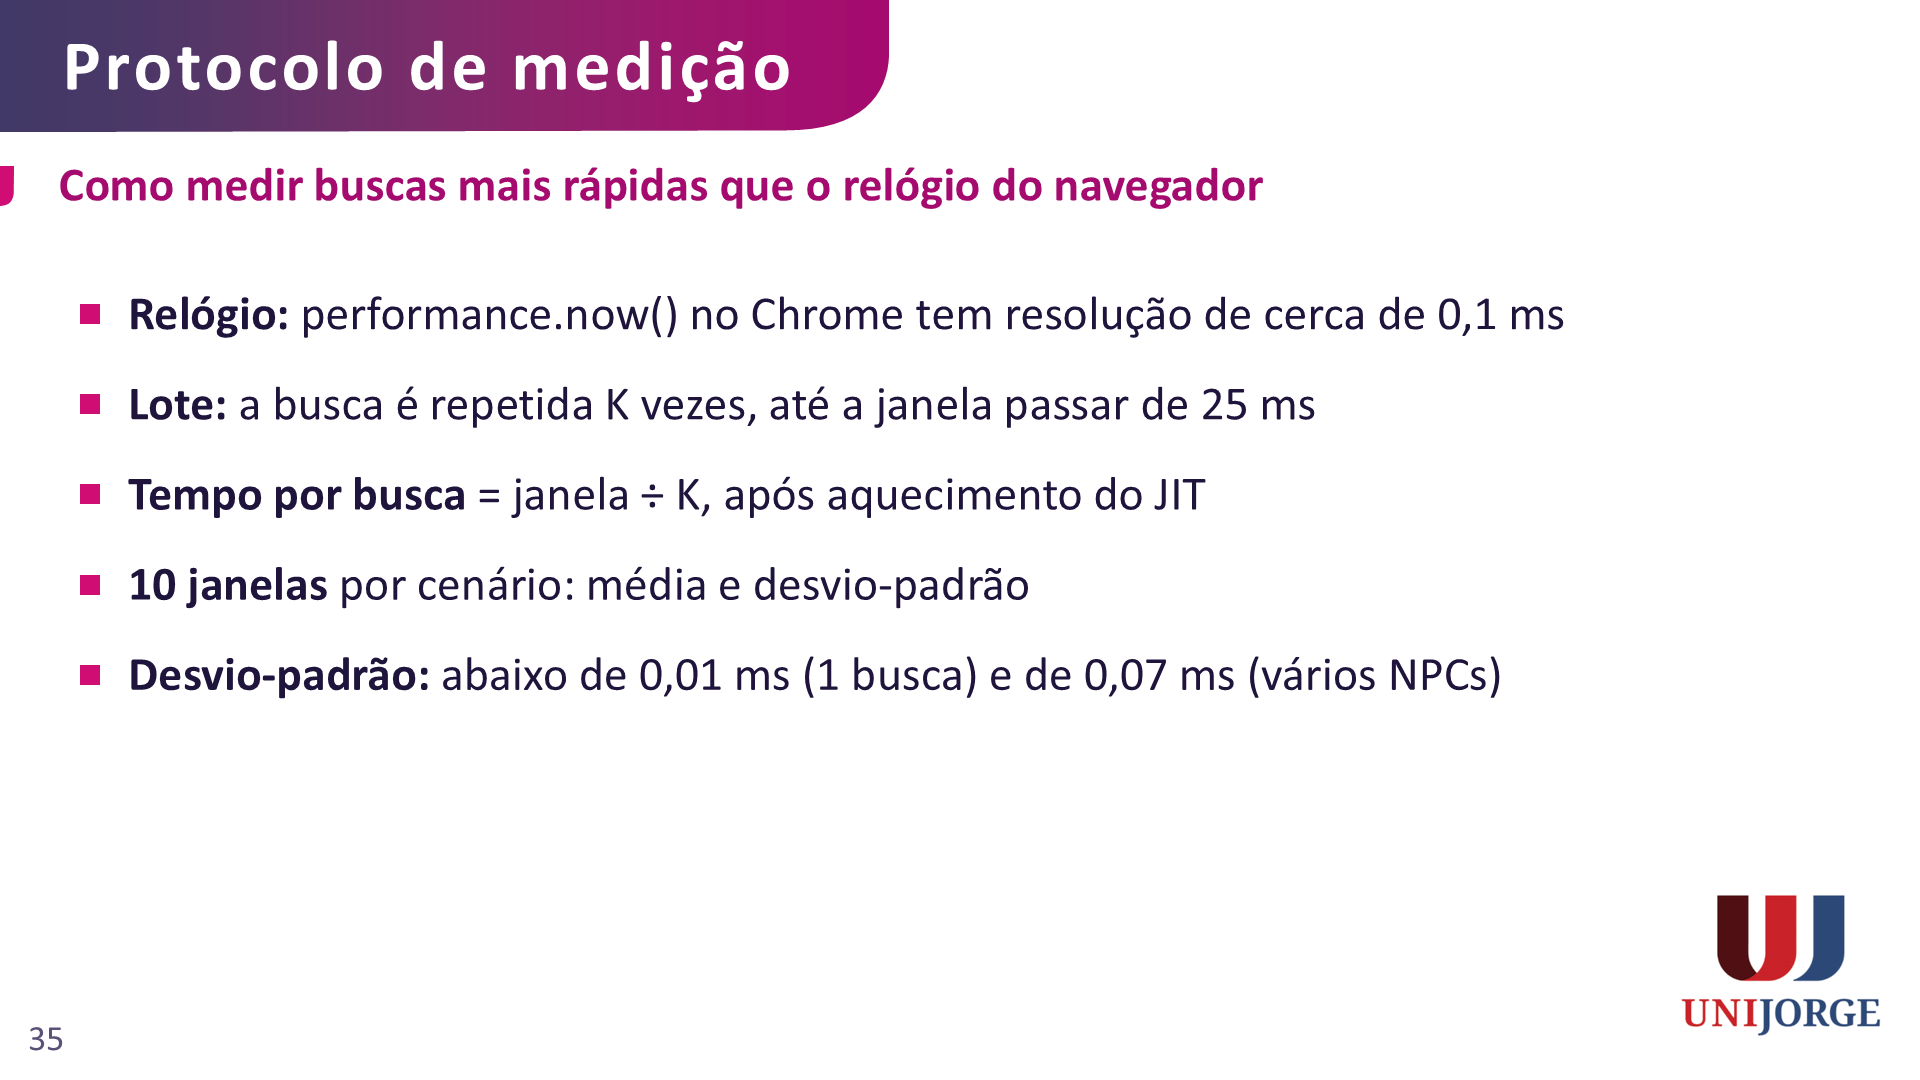 Protocolo de medição
Como medir buscas mais rápidas que o relógio do navegador
Relógio: performance.now() no Chrome tem resolução de cerca de 0,1 ms
Lote: a busca é repetida K vezes, até a janela passar de 25 ms
Tempo por busca = janela ÷ K, após aquecimento do JIT
10 janelas por cenário: média e desvio-padrão
Desvio-padrão: abaixo de 0,01 ms (1 busca) e de 0,07 ms (vários NPCs)
UNIJORGE
35